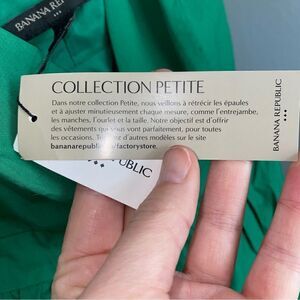 BANANA REPUBLIC
COLLECTION PETITE
Dans notre collection Petite, nous veillons à rétrécir les épaules
et à ajuster minutieusement chaque mesure, comme l'entrejambe,
les manches, l'ourlet et la taille. Notre objectif est d'offrir
des vêtements qui vous vont parfaitement, pour toutes
les occasions. d'autres modèles sur le site
factorystore.
BANANA REPUBLIC
PUBLIC